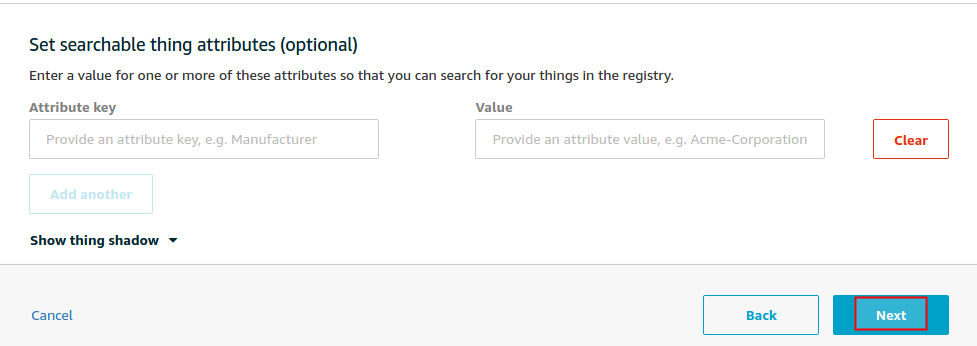 Set searchable thing attributes (optional)
Enter a value for one or more of these attributes so that you can search for your things in the registry.
Attribute key Value
Provide an attribute key, e.g. Manufacturer Provide an attribute value, e.g. Acme-Corporation Clear
Add another
Show thing shadow
Cancel Back Next